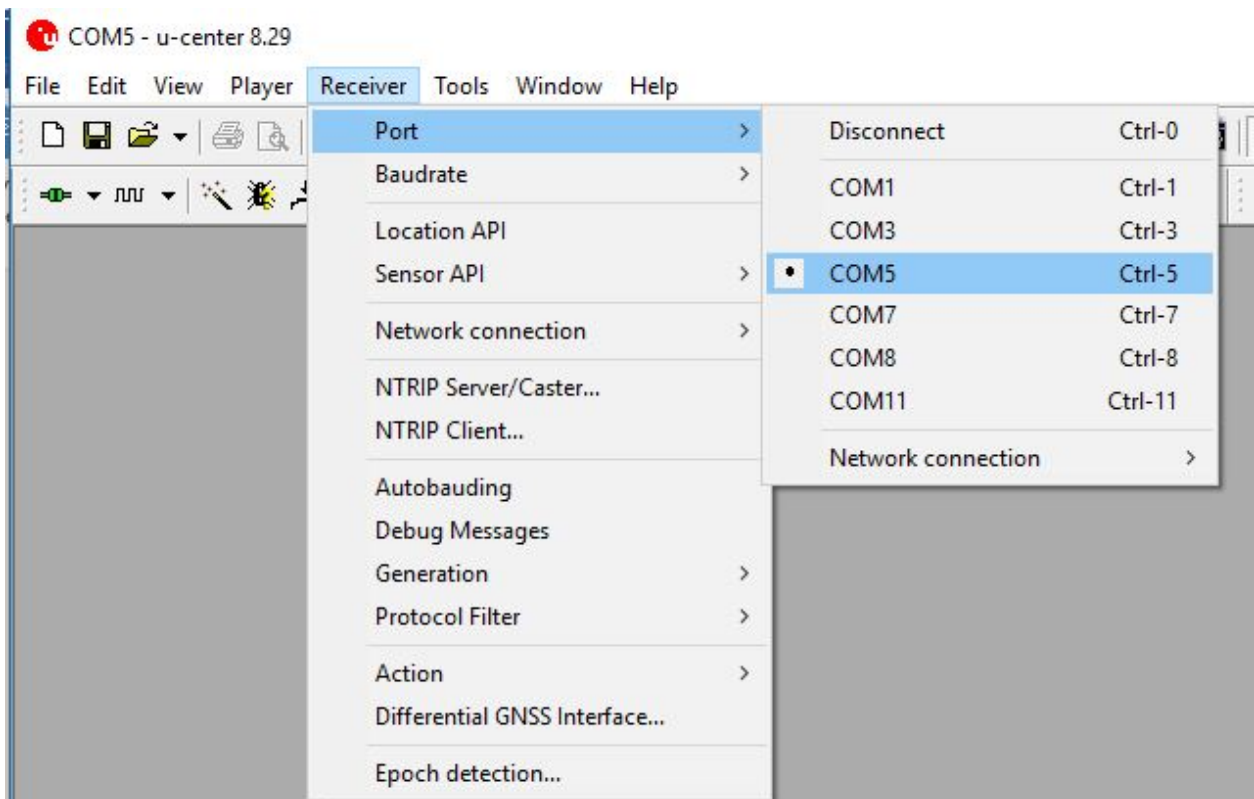 COM5 - u-center 8.29
File Edit View Player Receiver Tools Window Help
Port
Baudrate
Location API
Sensor API
Network connection
NTRIP Server/Caster...
NTRIP Client...
Autobauding
Debug Messages
Generation
Protocol Filter
Action
Differential GNSS Interface...
Epoch detection...
Disconnect Ctrl-0
COM1 Ctrl-1
COM3 Ctrl-3
COM5 Ctrl-5
COM7 Ctrl-7
COM8 Ctrl-8
COM11 Ctrl-11
Network connection